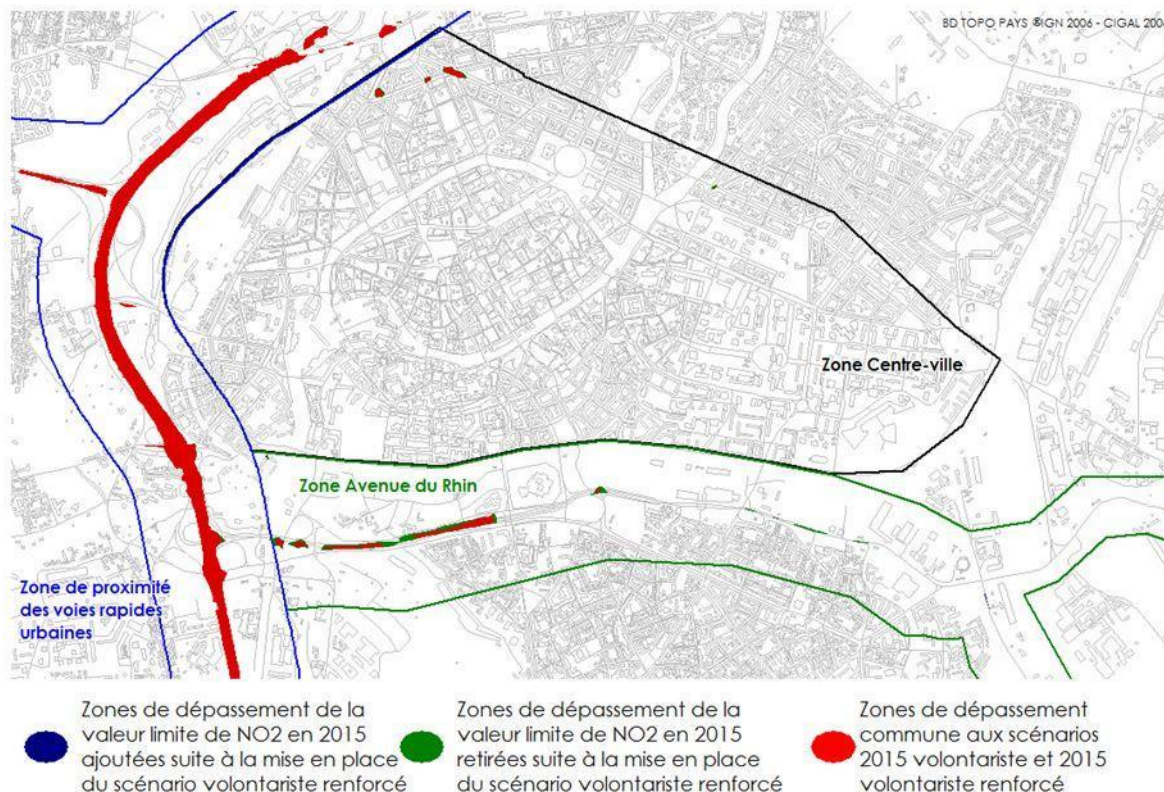 BD TOPO PAYS ®IGN 2006 - CIGAL 200
Zone Centre-ville
Zone Avenue du Rhin
Zone de proximité
des voies rapides
urbaines
Zones de dépassement de la
valeur limite de NO2 en 2015
ajoutées suite à la mise en place
du scénario volontariste renforcé
Zones de dépassement de la
valeur limite de NO2 en 2015
retirées suite à la mise en place
du scénario volontariste renforcé
Zones de dépassement
commune aux scénarios
2015 volontariste et 2015
volontariste renforcé